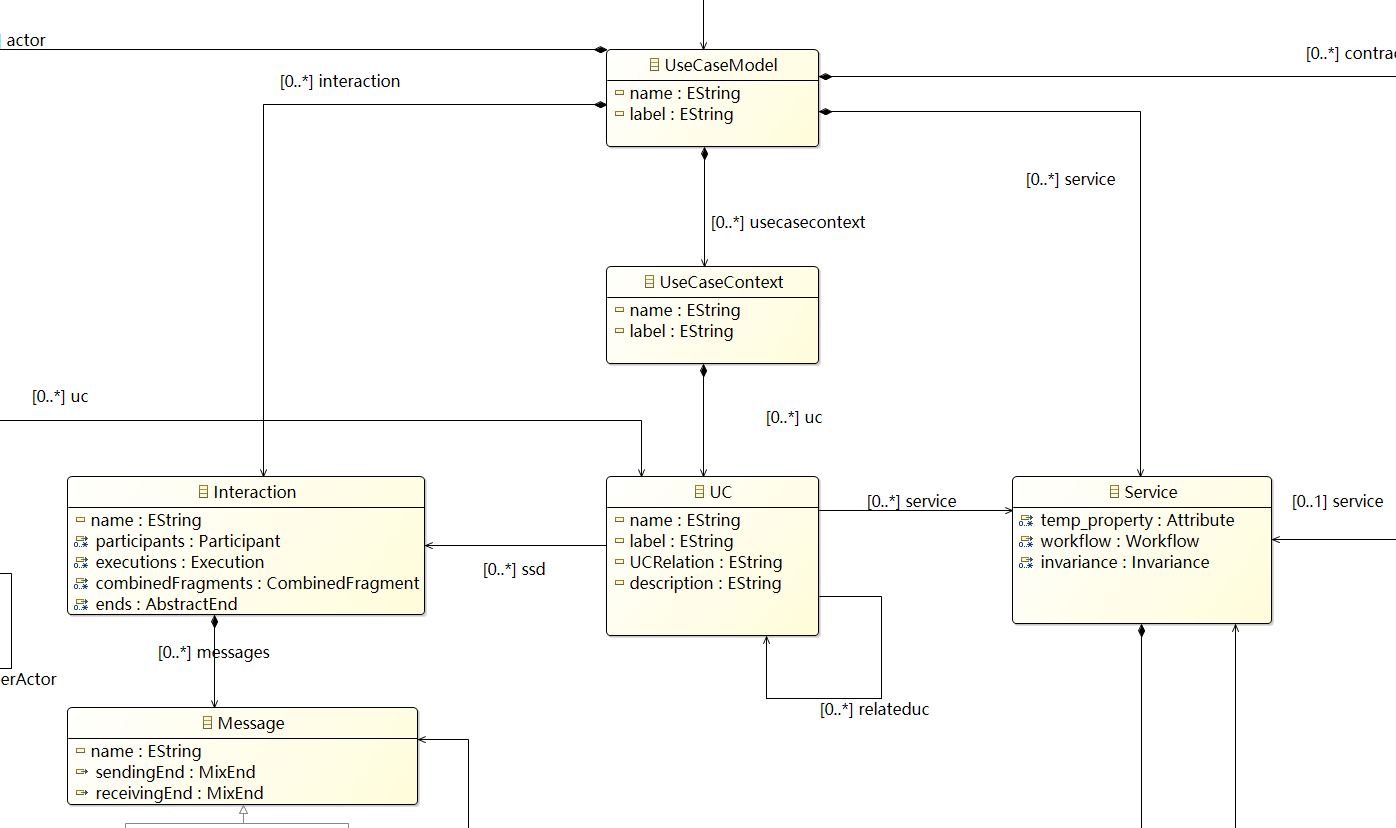 actor
[0..*] contrac
UseCaseModel
name : EString
label : EString
[0..*] interaction
[0..*] service
[0..*] usecasecontext
UseCaseContext
name : EString
label : EString
[0..*] uc
[0..*] uc
Interaction
name : EString
participants : Participant
executions : Execution
combinedFragments : CombinedFragment
ends : AbstractEnd
[0..*] ssd
UC
name : EString
label : EString
UCRelation : EString
description : EString
[0..*] service
Service
temp_property : Attribute
workflow : Workflow
invariance : Invariance
[0..1] service
[0..*] messages
erActor
[0..*] relateduc
Message
name : EString
sendingEnd : MixEnd
receivingEnd : MixEnd